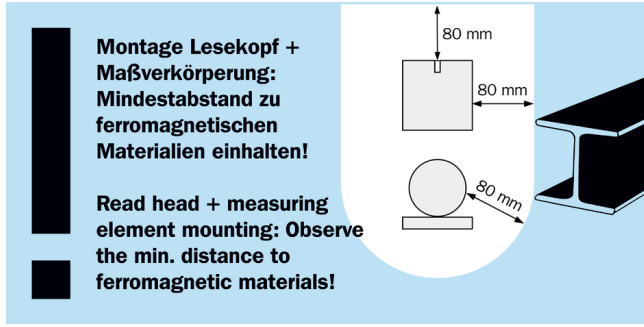 Montage Lesekopf +
Maßverkörperung:
Mindestabstand zu
ferromagnetischen
Materialien einhalten!
Read head + measuring
element mounting: Observe
the min. distance to
ferromagnetic materials!
80 mm
80 mm
80 mm